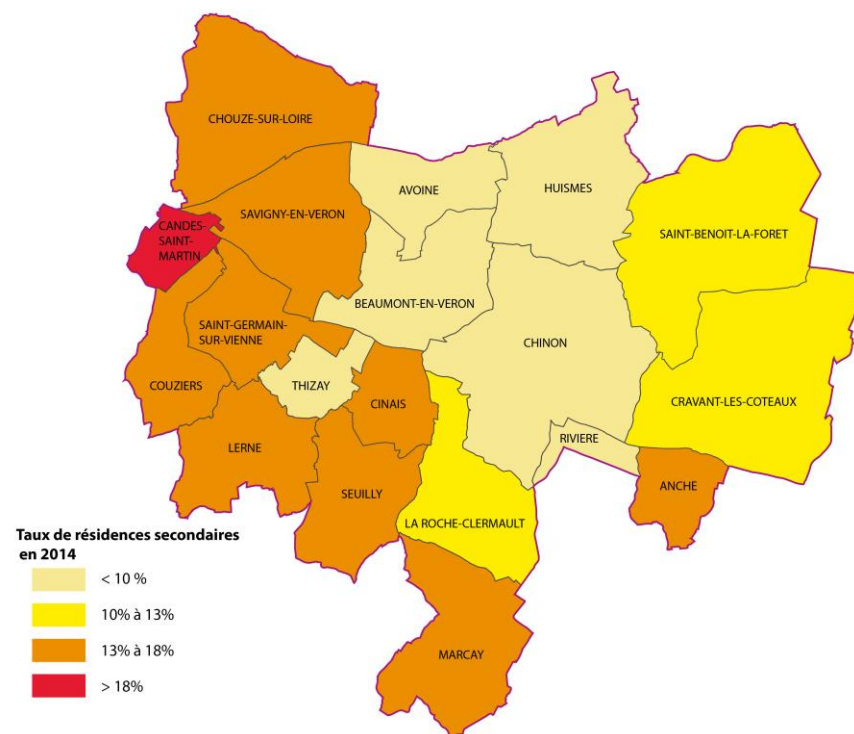 CHOUZE-SUR-LOIRE
AVOINE
HUISMES
SAVIGNY-EN-VERON
CANDES-
SAINT-
MARTIN
SAINT-BENOIT-LA-FORET
BEAUMONT-EN-VERON
SAINT-GERMAIN-
SUR-VIENNE
CHINON
COUZIERS
THIZAY
CINAIS
CRAVANT-LES-COTEAUX
LERNE
RIVIERE
SEUILLY
ANCHE
LA ROCHE-CLERMAULT
MARCAY
Taux de résidences secondaires
en 2014
< 10 %
10% à 13%
13% à 18%
> 18%